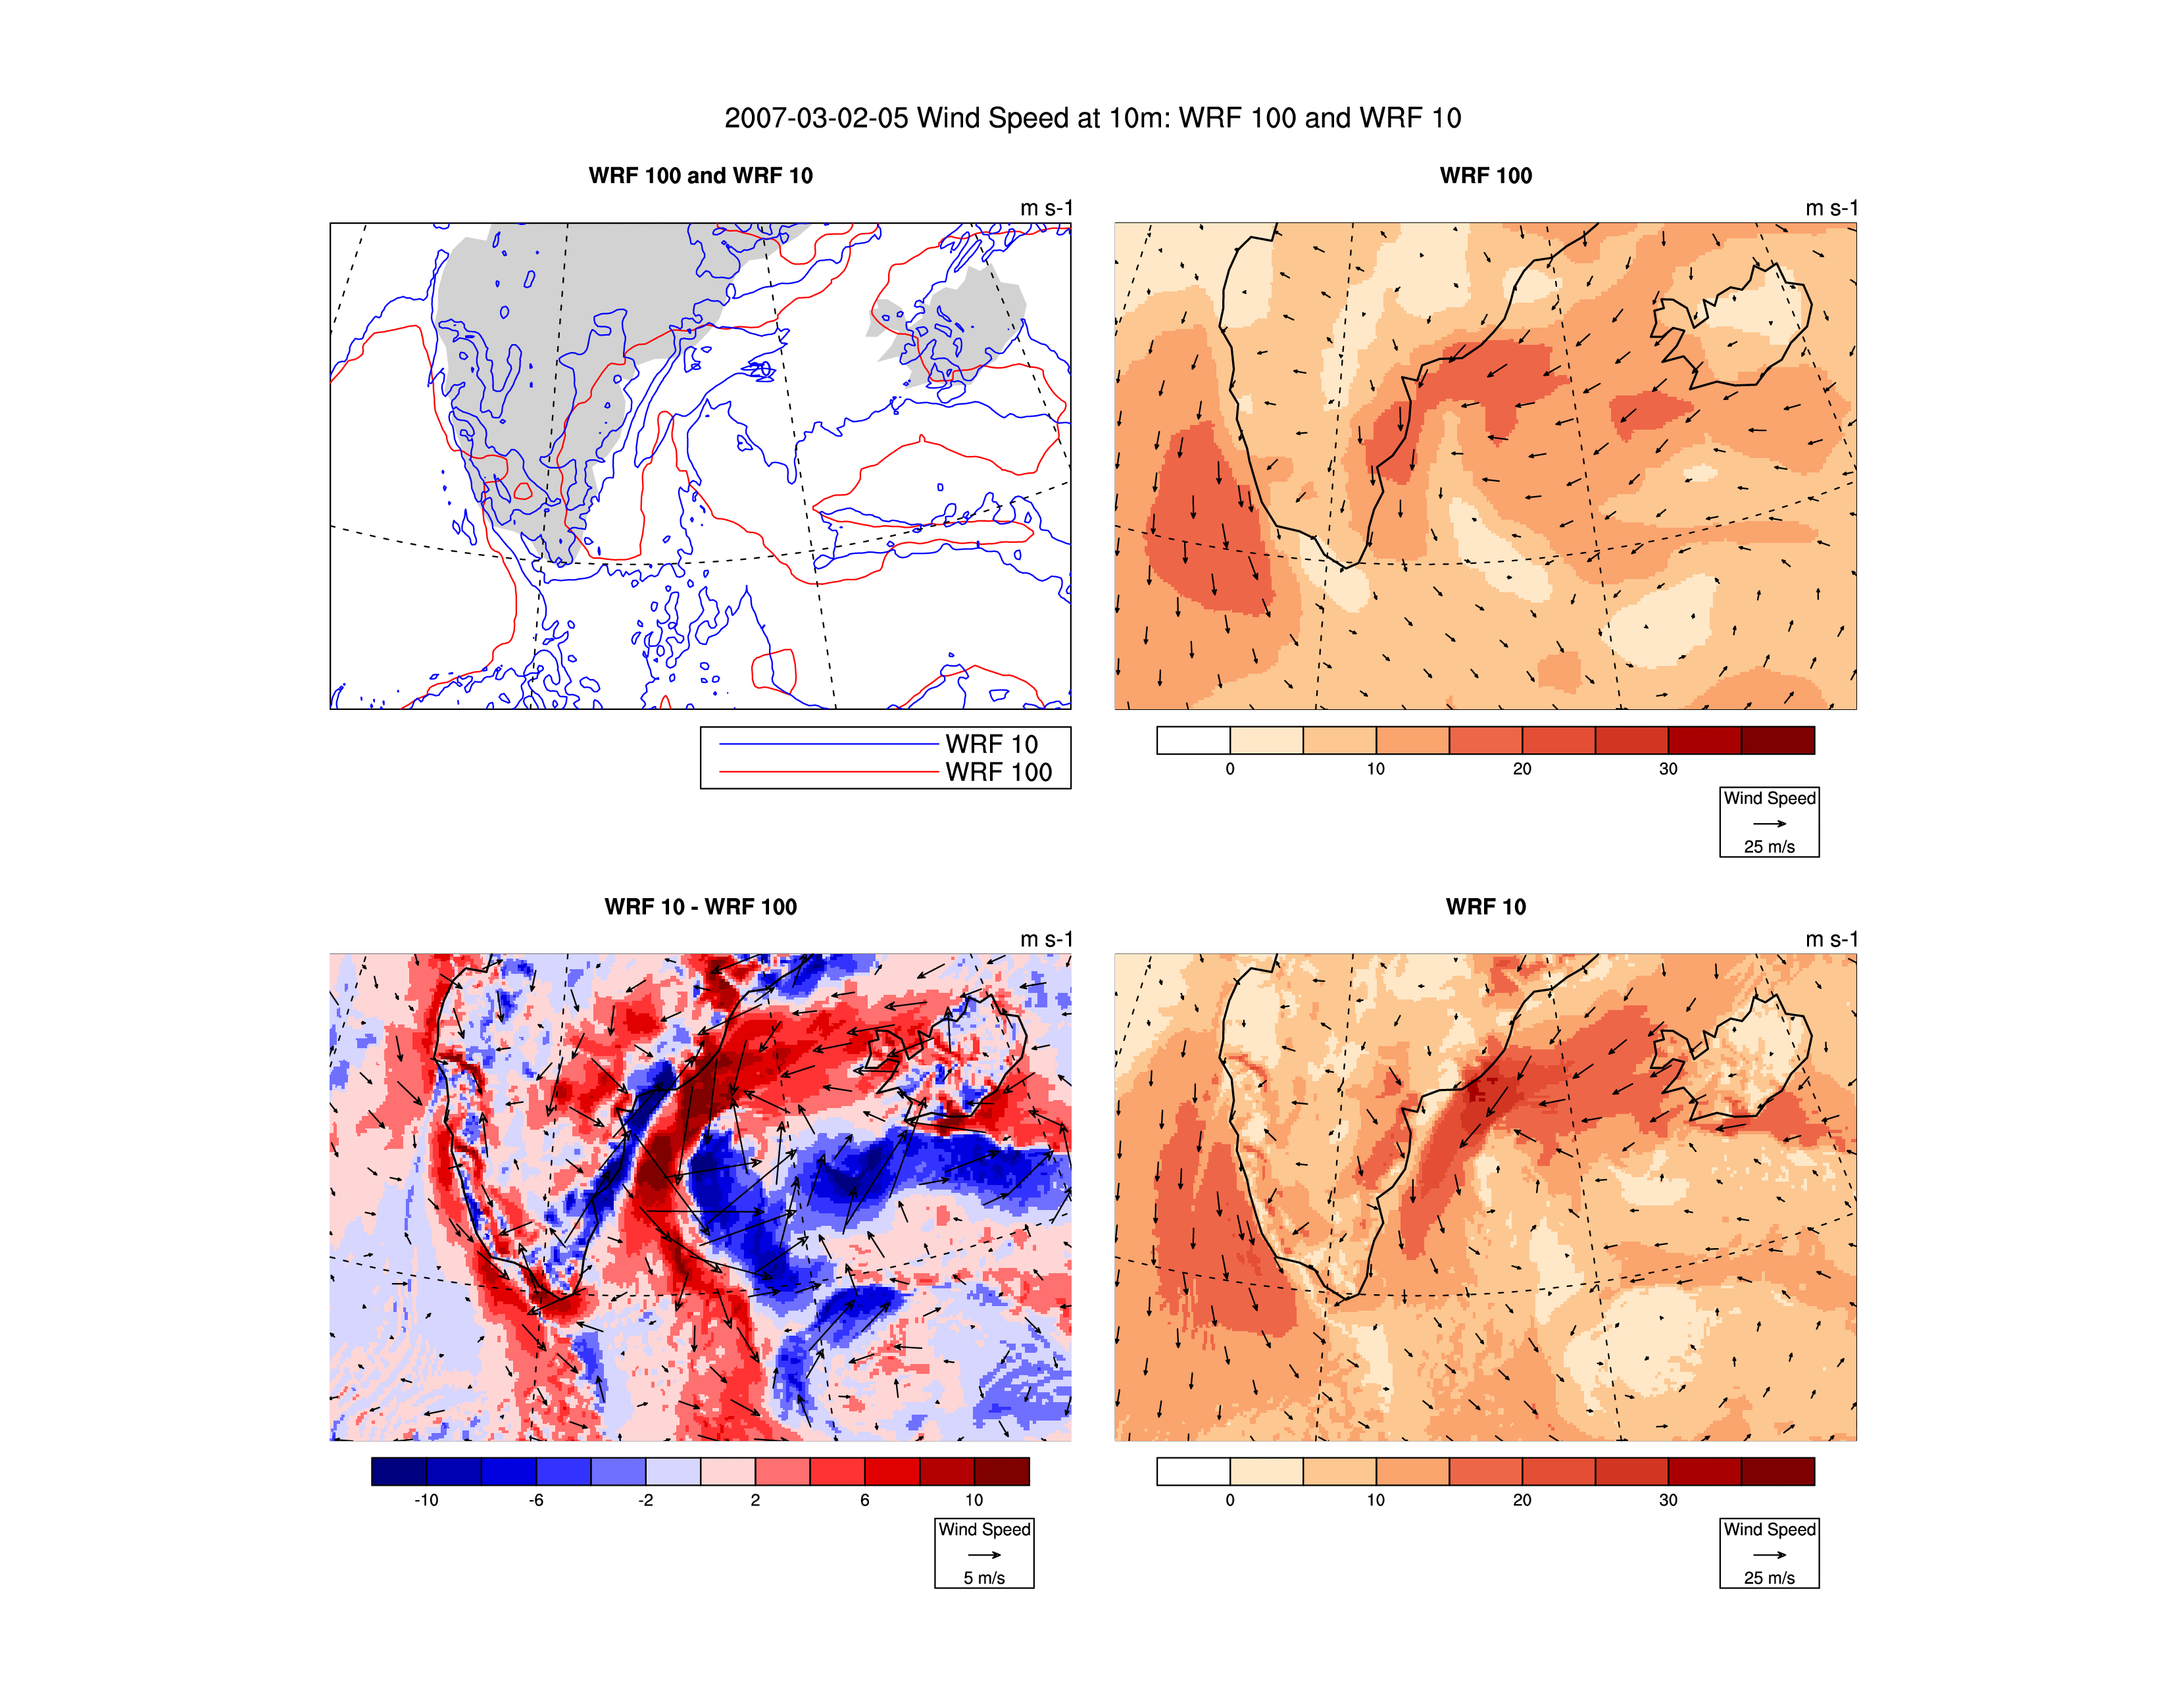 2007-03-02-05 Wind Speed at 10m: WRF 100 and WRF 10
WRF 100 and WRF 10
m s-1
20
WRF 10
WRF 100
WRF 100
m s-1
0 10 20 30
Wind Speed
25 m/s
WRF 10 - WRF 100
m s-1
-10 -6 -2 2 6 10
Wind Speed
5 m/s
WRF 10
m s-1
0 10 20 30
Wind Speed
25 m/s